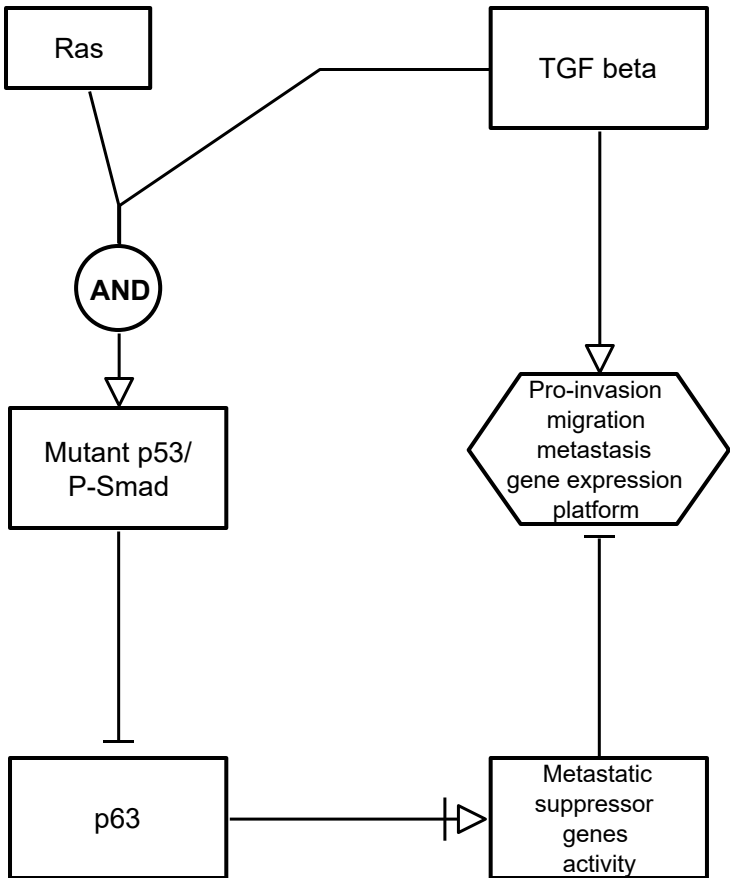 Ras
TGF beta
AND
Mutant p53/
P-Smad
Pro-invasion
migration
metastasis
gene expression
platform
p63
Metastatic
suppressor
genes
activity